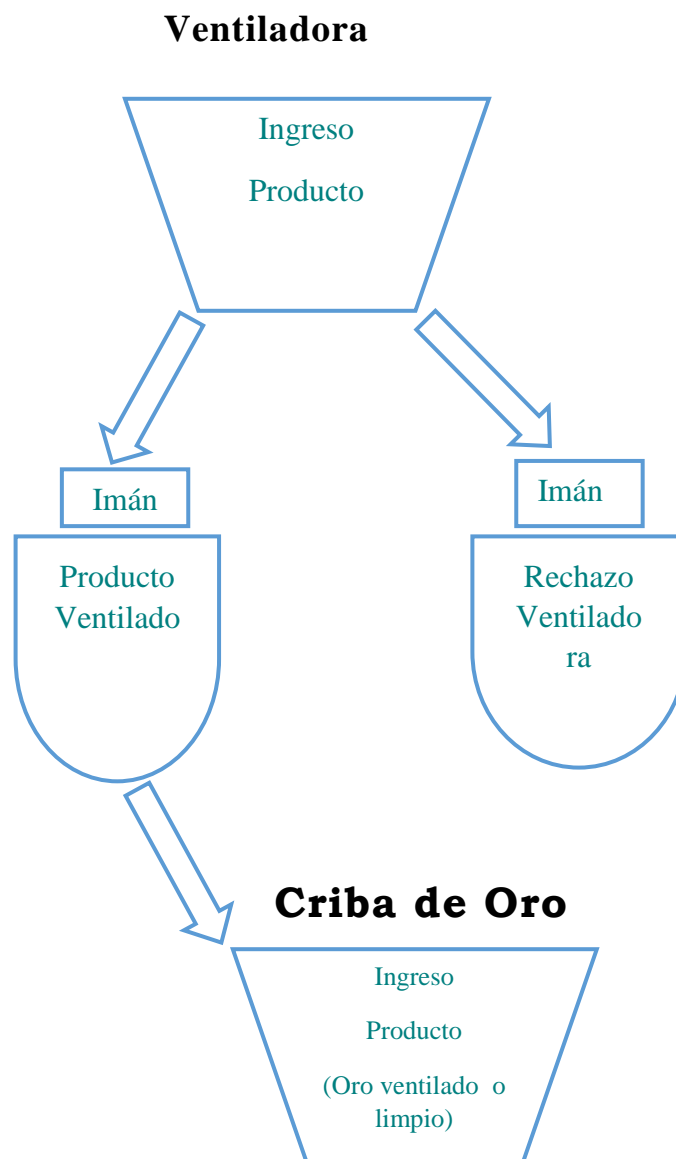 Ventiladora
Ingreso
Producto
Imán
Producto
Ventilado
Imán
Rechazo
Ventilado
ra
Criba de Oro
Ingreso
Producto
(Oro ventilado o
limpio)